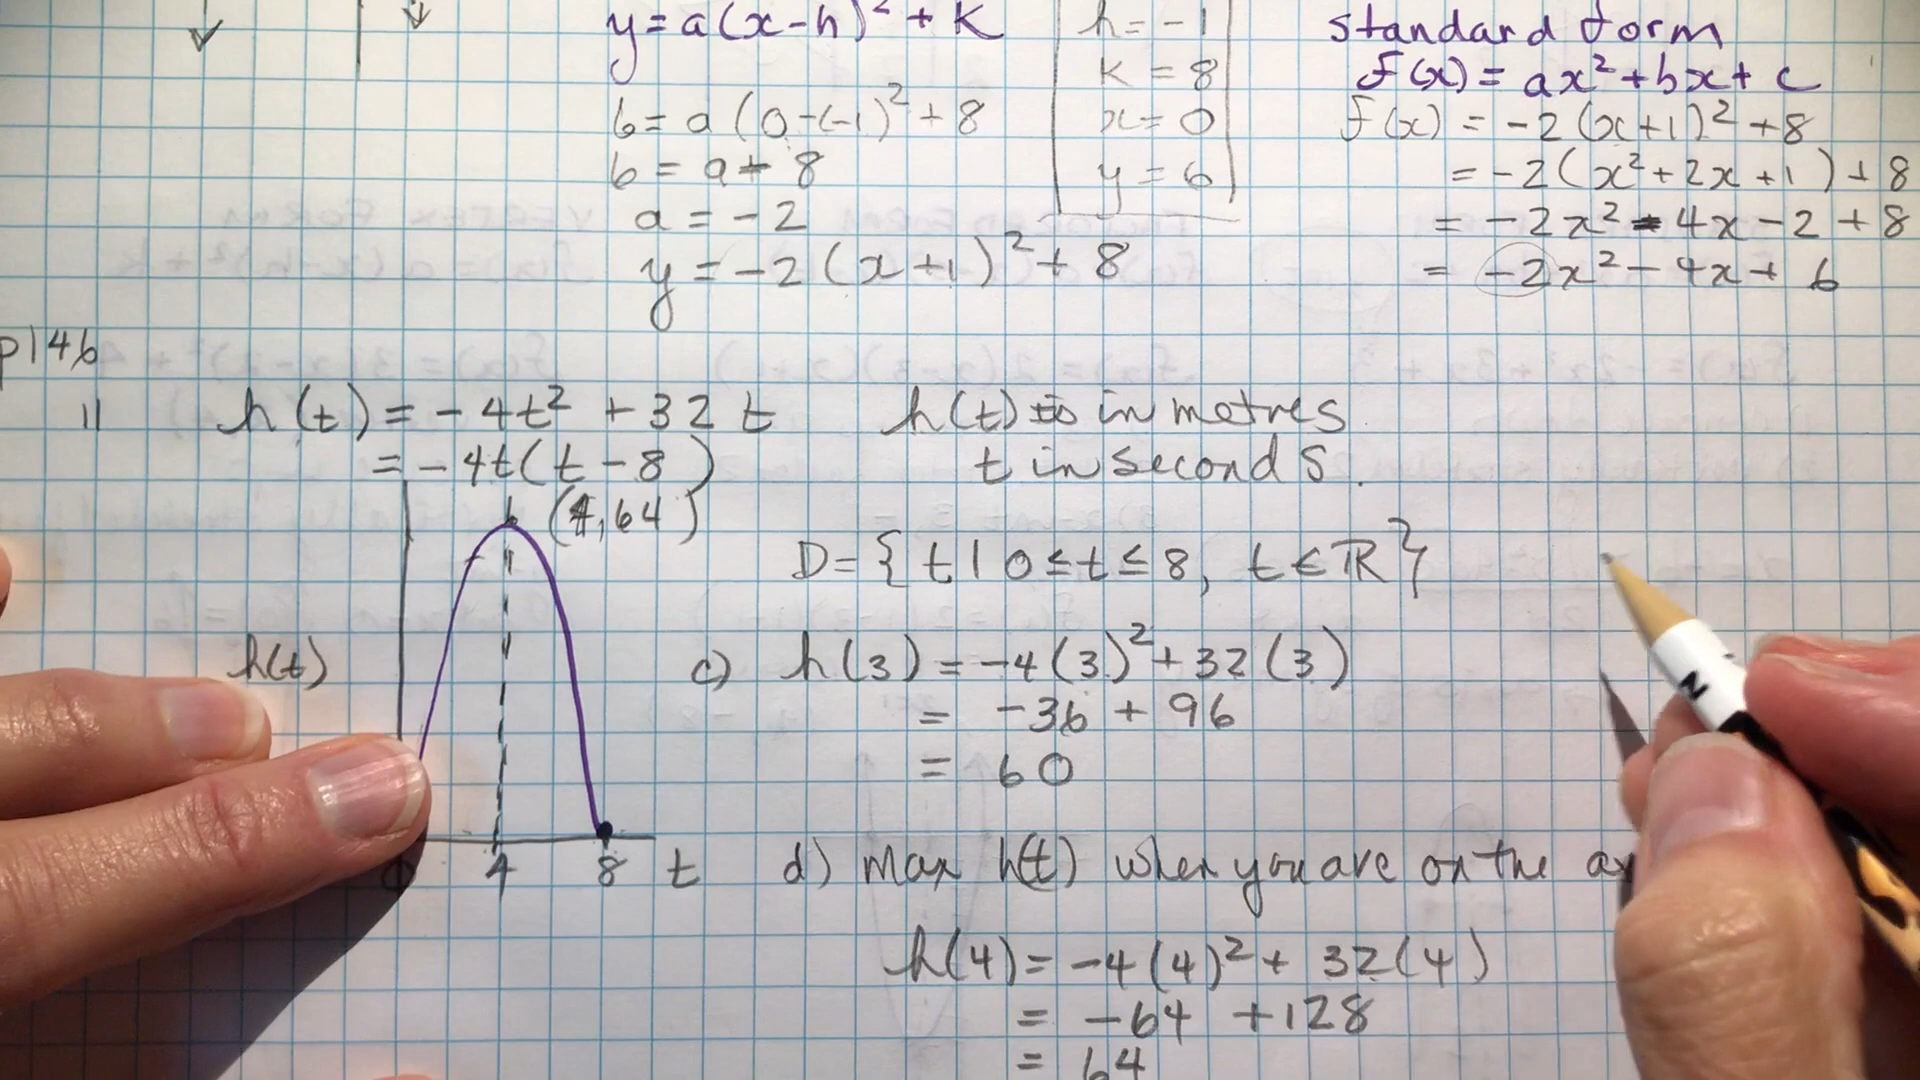 y = a(x-h)² + k
6 = a(0-(-1)² + 8
6 = a + 8
a = -2
y = -2(x+1)² + 8
h = -1
k = 8
x = 0
y = 6
standard form
f(x) = ax² + bx + c
f(x) = -2(x+1)² + 8
= -2(x² + 2x + 1) + 8
= -2x² - 4x - 2 + 8
= -2x² - 4x + 6
p146
11
h(t) = -4t² + 32t
= -4t(t-8)
h(t) is in metres
t in seconds.
(4,64)
h(t)
4 8 t
D = {t | 0 ≤ t ≤ 8, t ∈ ℝ}
c) h(3) = -4(3)² + 32(3)
= -36 + 96
= 60
d) max h(t) when you are on the
h(4) = -4(4)² + 32(4)
= -64 + 128
= 64
N